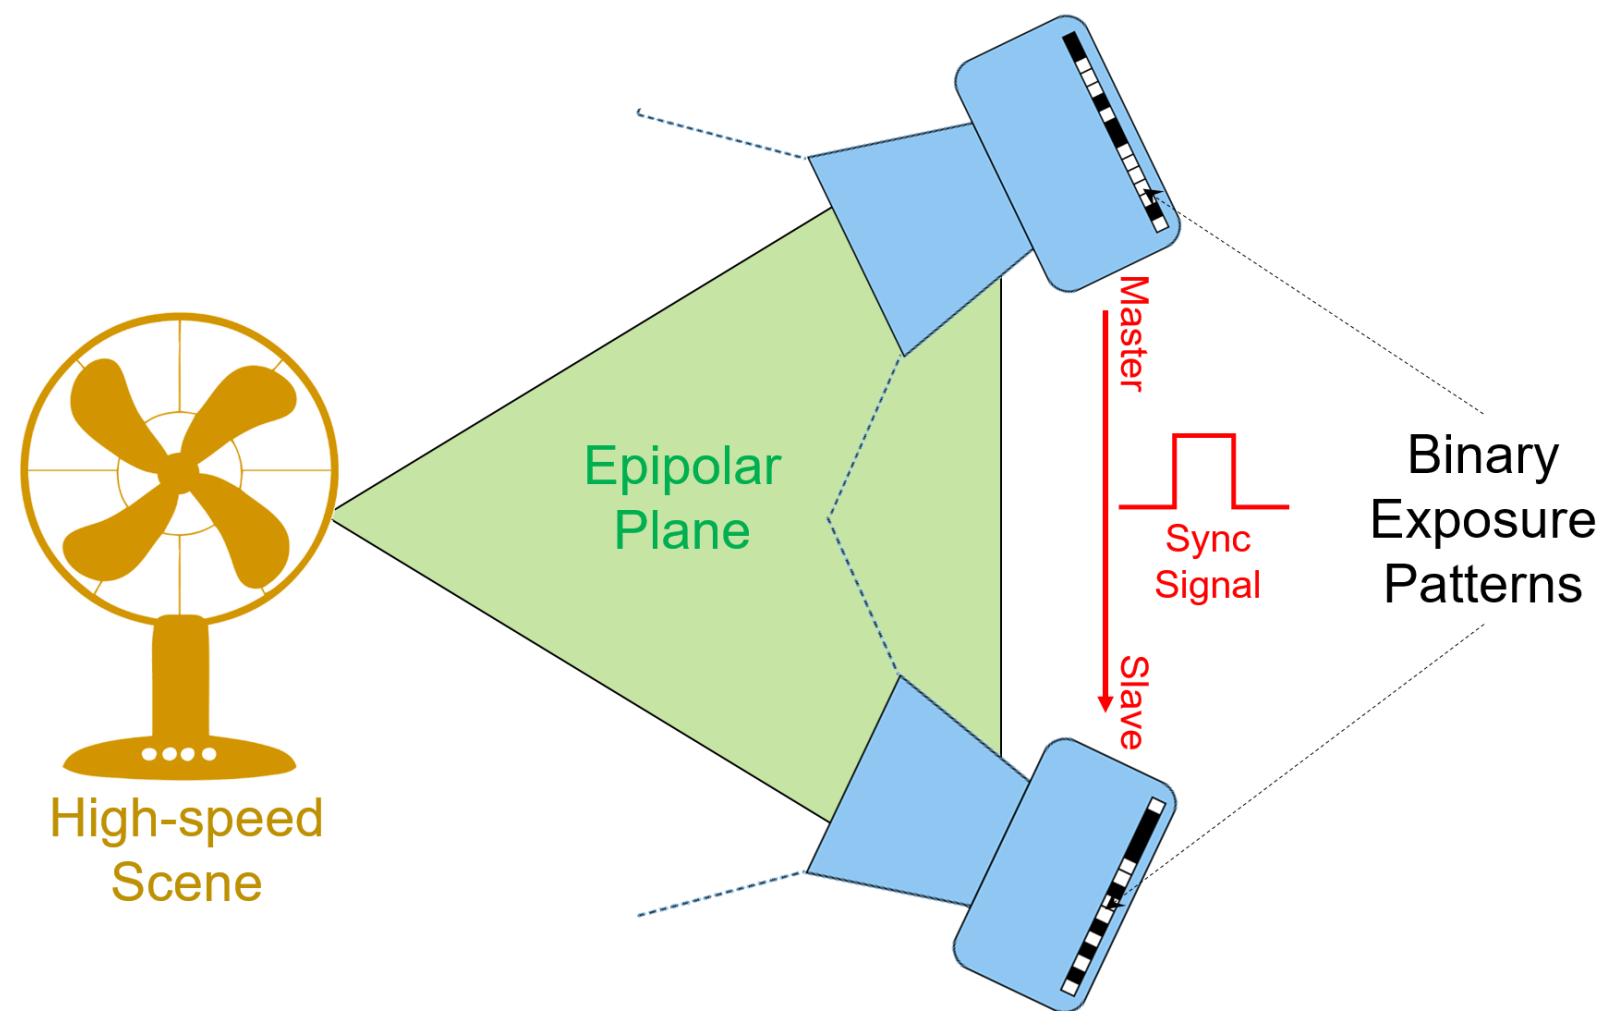 High-speed
Scene
Epipolar
Plane
Master
Sync
Signal
Slave
Binary
Exposure
Patterns